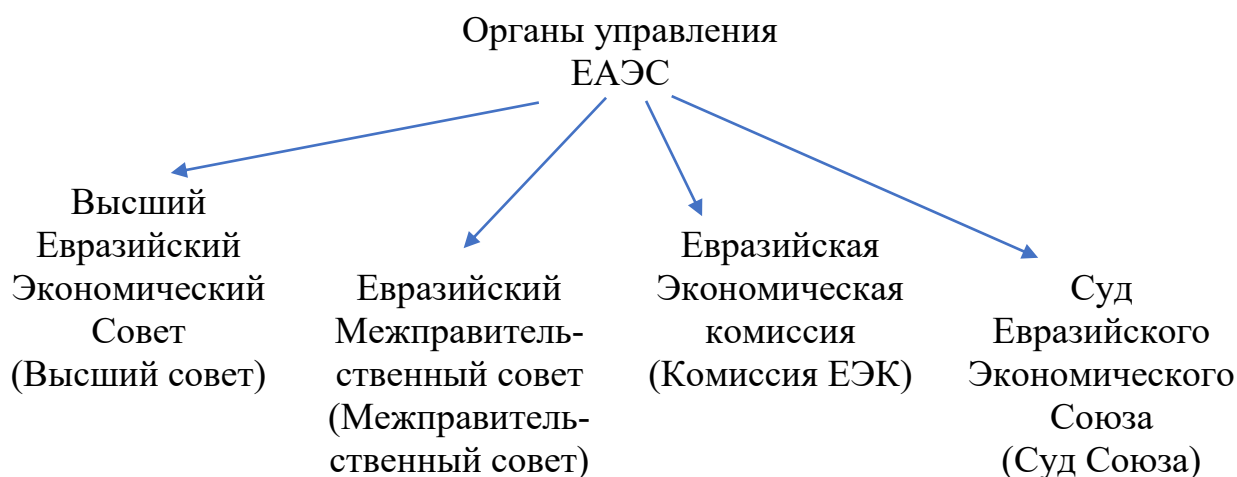 Органы управления
ЕАЭС
Высший
Евразийский
Экономический
Совет
(Высший совет)
Евразийский
Межправитель-
ственный совет
(Межправитель-
ственный совет)
Евразийская
Экономическая
комиссия
(Комиссия ЕЭК)
Суд
Евразийского
Экономического
Союза
(Суд Союза)